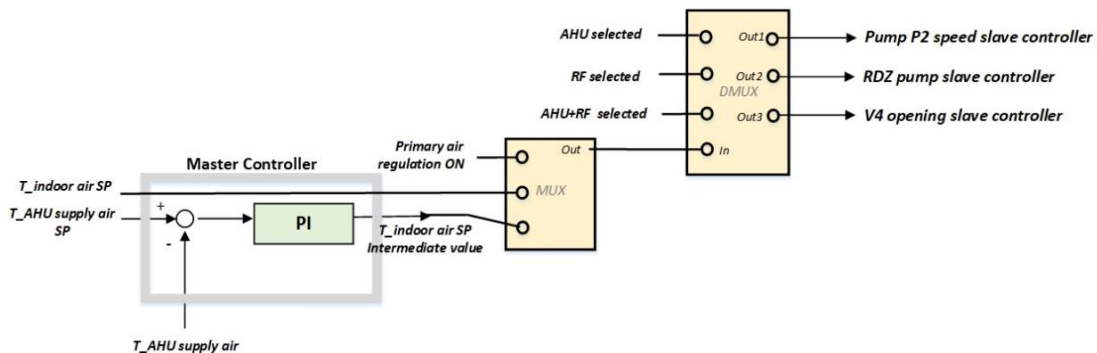 AHU selected
Out1
Pump P2 speed slave controller
RF selected
Out2
RDZ pump slave controller
DMUX
AHU+RF selected
Out3
V4 opening slave controller
Primary air
regulation ON
Out
In
Master Controller
T_indoor air SP
MUX
T_AHU supply air
SP
+
-
PI
T_indoor air SP
Intermediate value
T_AHU supply air